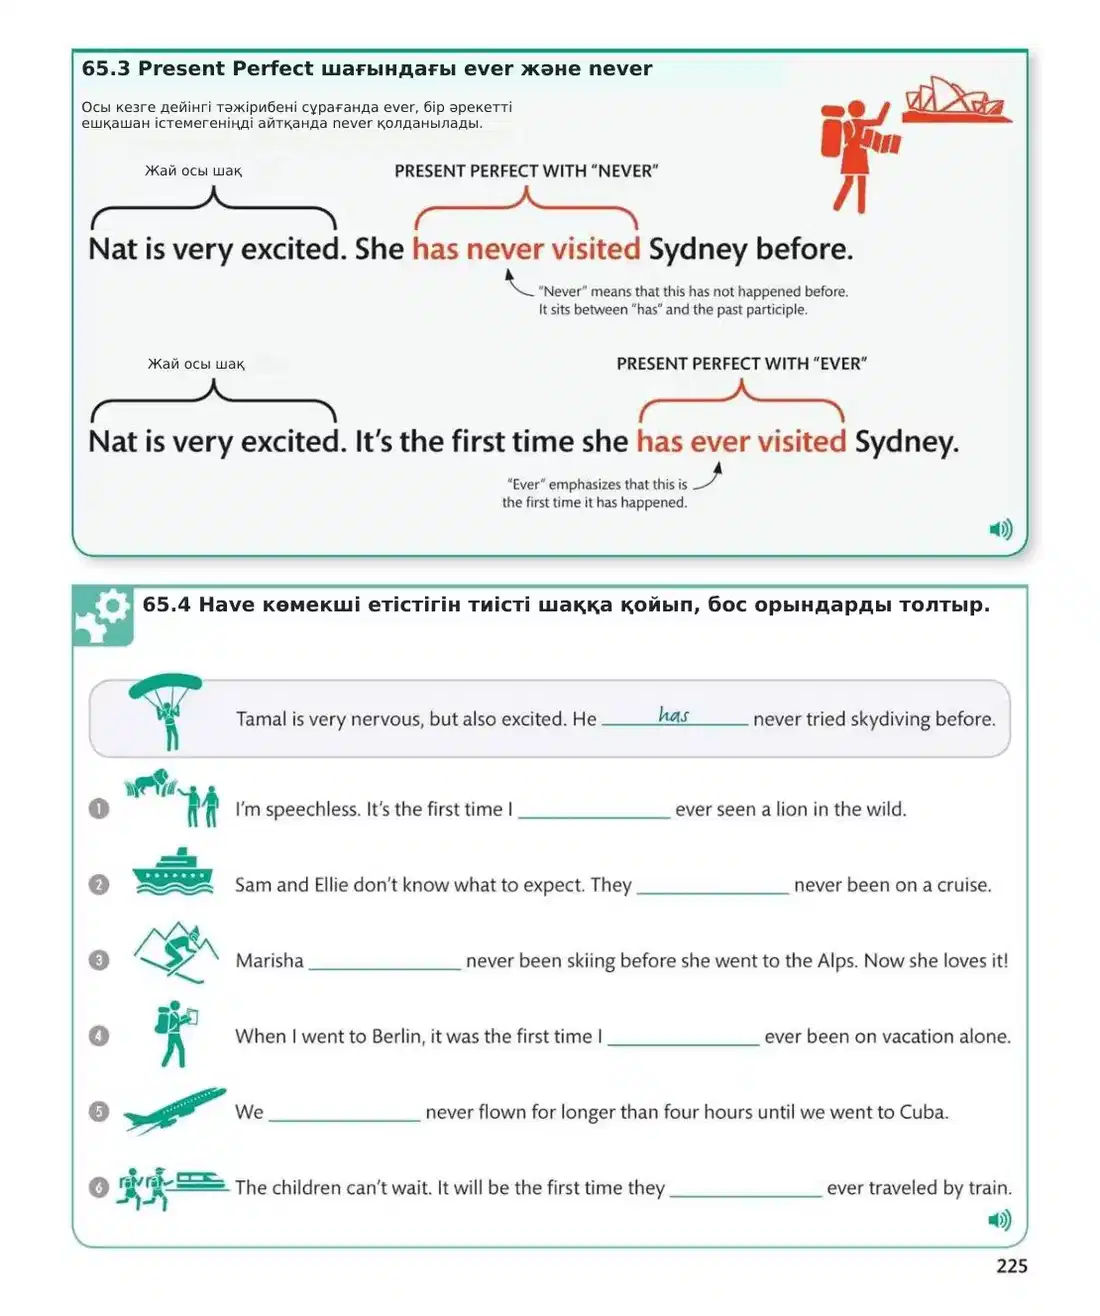 65.3 Present Perfect шағындағы ever және never
Осы кезге дейінгі тәжірибені сұрағанда ever, бір әрекетті
ешқашан істемегеніңді айтқанда never қолданылады.
Жай осы шақ
PRESENT PERFECT WITH “NEVER”
Nat is very excited. She has never visited Sydney before.
“Never” means that this has not happened before.
It sits between “has” and the past participle.
Жай осы шақ
PRESENT PERFECT WITH “EVER”
Nat is very excited. It’s the first time she has ever visited Sydney.
“Ever” emphasizes that this is
the first time it has happened.
65.4 Have көмекші етістігін тиісті шаққа қойып, бос орындарды толтыр.
Tamal is very nervous, but also excited. He has never tried skydiving before.
1 I’m speechless. It’s the first time I ____________ ever seen a lion in the wild.
2 Sam and Ellie don’t know what to expect. They ____________ never been on a cruise.
3 Marisha ____________ never been skiing before she went to the Alps. Now she loves it!
4 When I went to Berlin, it was the first time I ____________ ever been on vacation alone.
5 We ____________ never flown for longer than four hours until we went to Cuba.
6 The children can’t wait. It will be the first time they ____________ ever traveled by train.
225